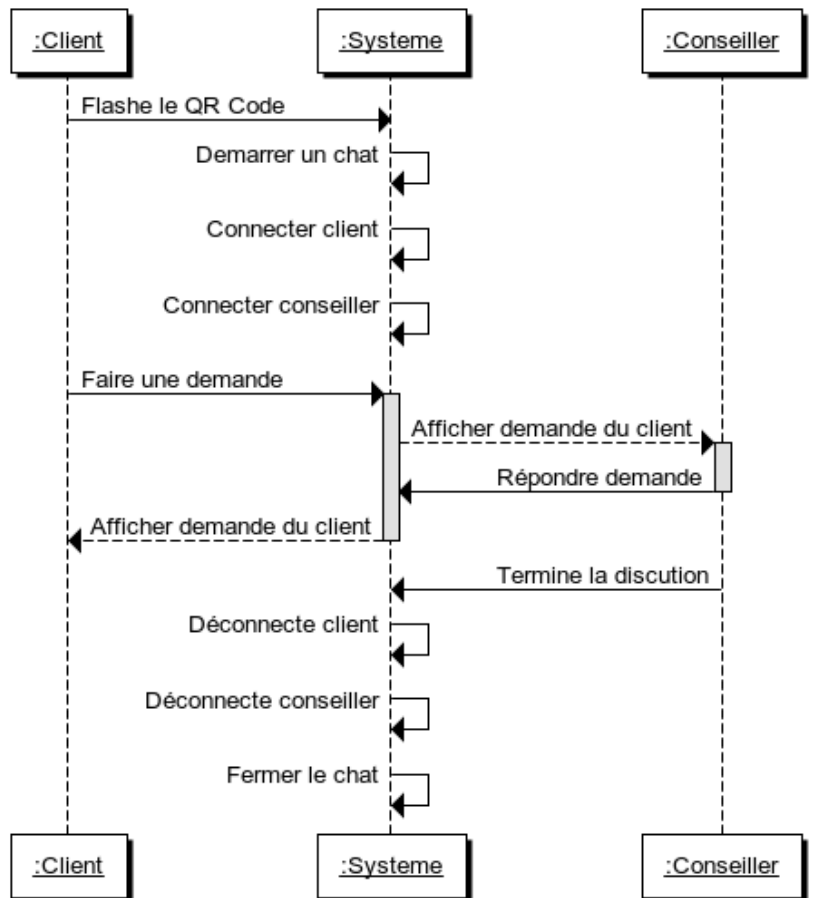 :Client
:Systeme
:Conseiller
Flashe le QR Code
Demarrer un chat
Connecter client
Connecter conseiller
Faire une demande
Afficher demande du client
Répondre demande
Afficher demande du client
Termine la discution
Déconnecte client
Déconnecte conseiller
Fermer le chat
:Client
:Systeme
:Conseiller